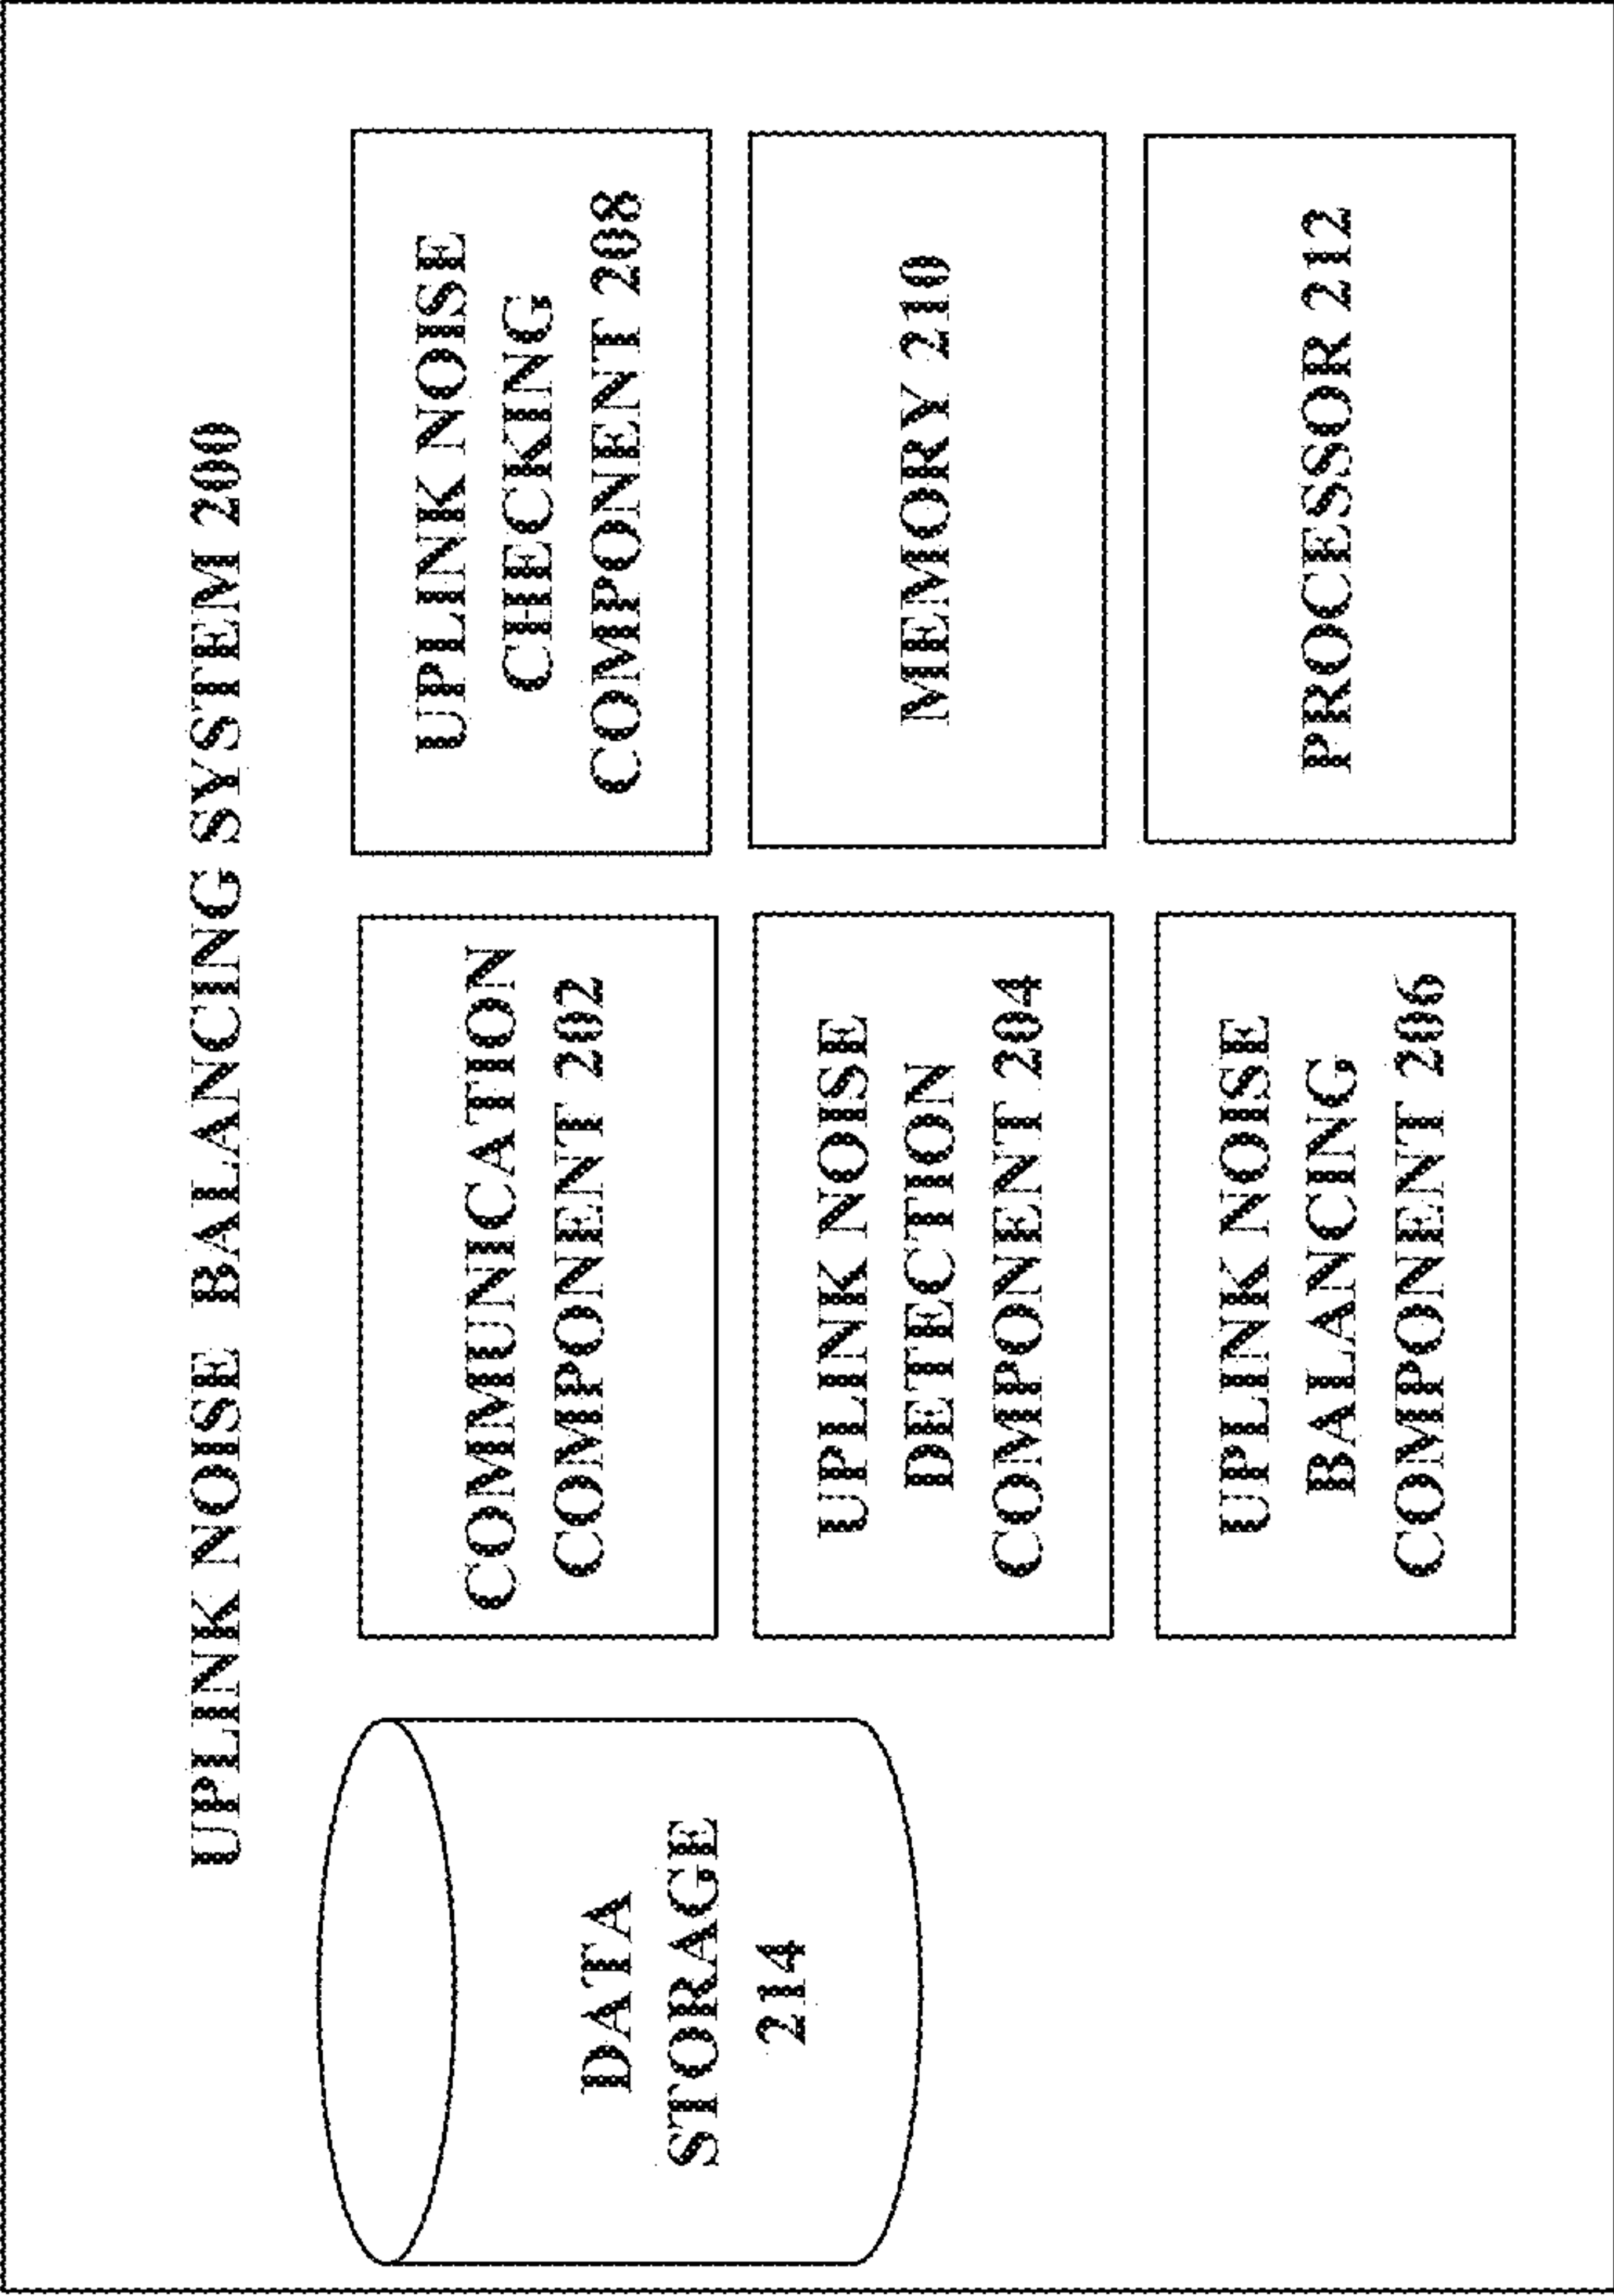 UPLINK NOISE BALANCING SYSTEM 200
DATA
STORAGE
214
COMMUNICATION
COMPONENT 202
UPLINK NOISE
DETECTION
COMPONENT 204
UPLINK NOISE
BALANCING
COMPONENT 206
UPLINK NOISE
CHECKING
COMPONENT 208
MEMORY 210
PROCESSOR 212